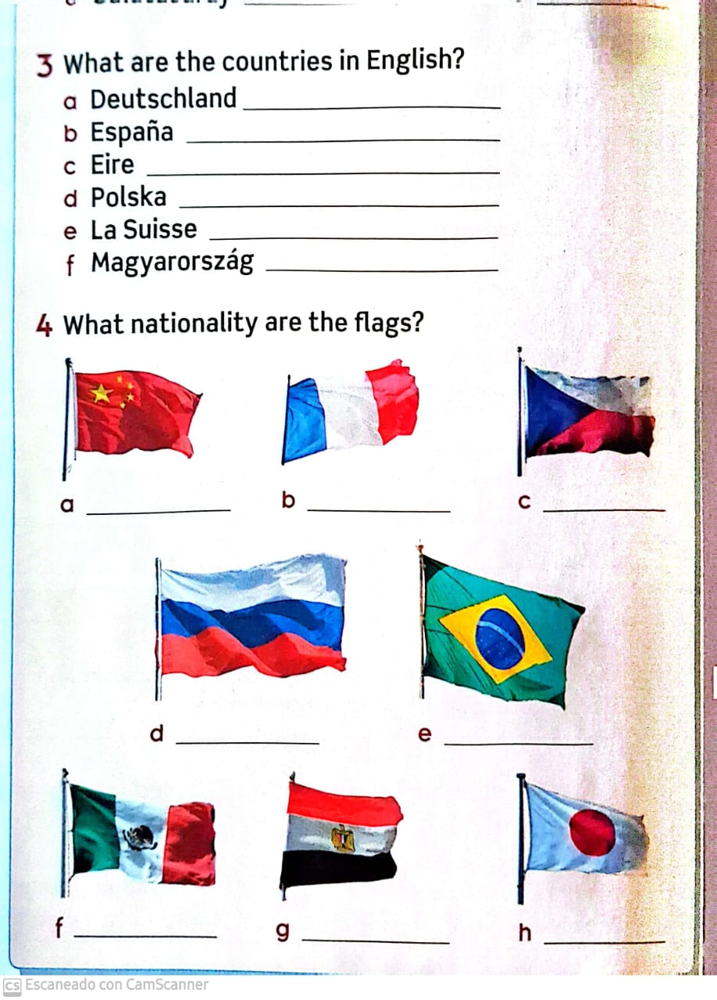 3 What are the countries in English?
a Deutschland
b España
c Eire
d Polska
e La Suisse
f Magyarország
4 What nationality are the flags?
a b c
d e
f g h
CS Escaneado con CamScanner